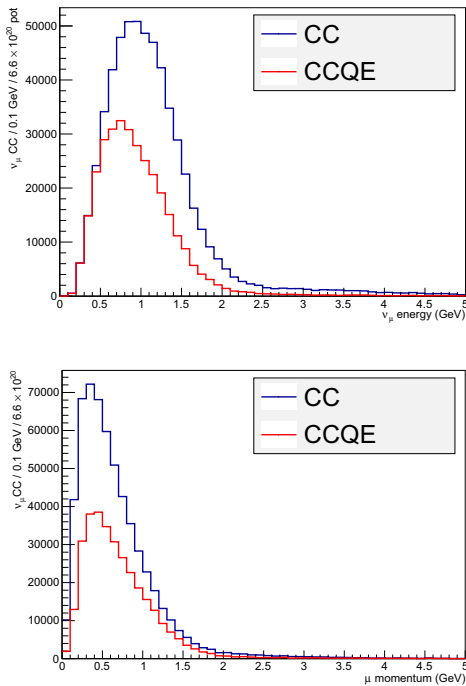 ν_μ CC / 0.1 GeV / 6.6 × 10^20 pot
50000
40000
30000
20000
10000
0
CC
CCQE
0 0.5 1 1.5 2 2.5 3 3.5 4 4.5 5
ν_μ energy (GeV)
ν_μ CC / 0.1 GeV / 6.6 × 10^20
70000
60000
50000
40000
30000
20000
10000
0
CC
CCQE
0 0.5 1 1.5 2 2.5 3 3.5 4 4.5 5
μ momentum (GeV)